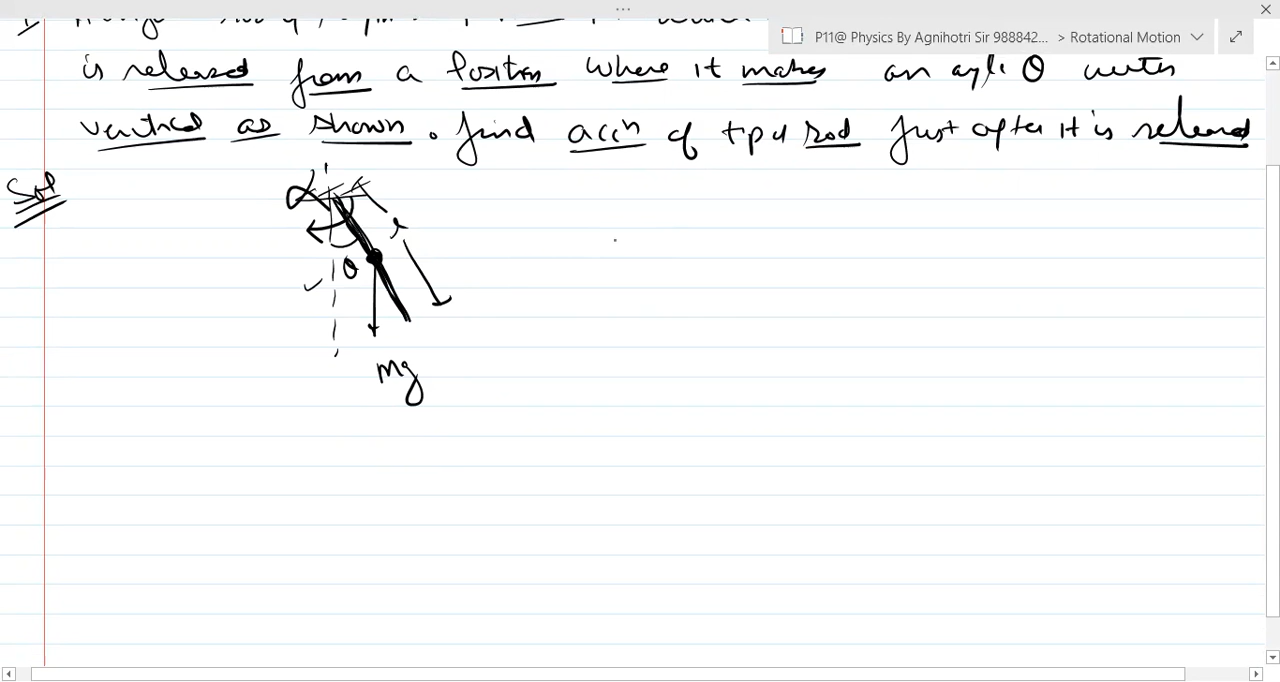 P11@ Physics By Agnihotri Sir 988842... > Rotational Motion
is released from a Position where it makes an angle θ with
vertical as shown. find accn of tip of rod Just after it is released
Sol
α
l
θ
mg